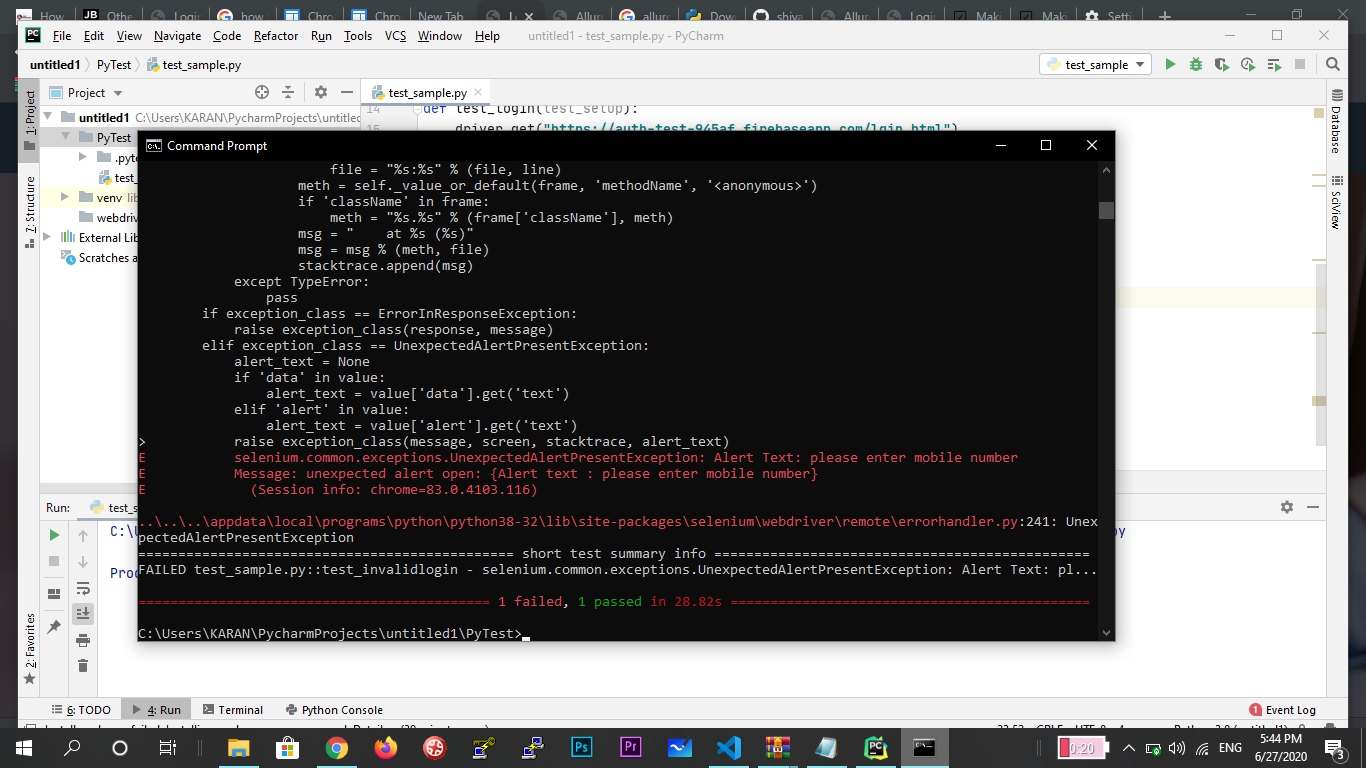 How
Othe
Login
how
Chro
Chro
New Tab
L
Allur
allure
Dow
shiva
Allur
Login
Maki
Maki
Setti
File Edit View Navigate Code Refactor Run Tools VCS Window Help untitled1 - test_sample.py - PyCharm
untitled1 PyTest test_sample.py
test_sample
Project
test_sample.py
1: Project
7: Structure
2: Favorites
Database
SciView
untitled1 C:\Users\KARAN\PycharmProjects\untitled
PyTest
.pyte
test_
venv lib
webdriv
External Lib
Scratches a
14 def test_login(test_setup):
15 driver.get("https://auth-test-945af.firebaseapp.com/lgin.html")
Command Prompt
file = "%s:%s" % (file, line)
meth = self._value_or_default(frame, 'methodName', '<anonymous>')
if 'className' in frame:
meth = "%s.%s" % (frame['className'], meth)
msg = "    at %s (%s)"
msg = msg % (meth, file)
stacktrace.append(msg)
except TypeError:
pass
if exception_class == ErrorInResponseException:
raise exception_class(response, message)
elif exception_class == UnexpectedAlertPresentException:
alert_text = None
if 'data' in value:
alert_text = value['data'].get('text')
elif 'alert' in value:
alert_text = value['alert'].get('text')
> raise exception_class(message, screen, stacktrace, alert_text)
E selenium.common.exceptions.UnexpectedAlertPresentException: Alert Text: please enter mobile number
E Message: unexpected alert open: {Alert text : please enter mobile number}
E (Session info: chrome=83.0.4103.116)
..\..\..\appdata\local\programs\python\python38-32\lib\site-packages\selenium\webdriver\remote\errorhandler.py:241: Unex
pectedAlertPresentException
=============================================== short test summary info ===============================================
FAILED test_sample.py::test_invalidlogin - selenium.common.exceptions.UnexpectedAlertPresentException: Alert Text: pl...
============================================ 1 failed, 1 passed in 28.82s =============================================
C:\Users\KARAN\PycharmProjects\untitled1\PyTest>
Run: test_s
C:\U
py
Proc
6: TODO 4: Run Terminal Python Console
1 Event Log
0:20
ENG
5:44 PM
6/27/2020
3